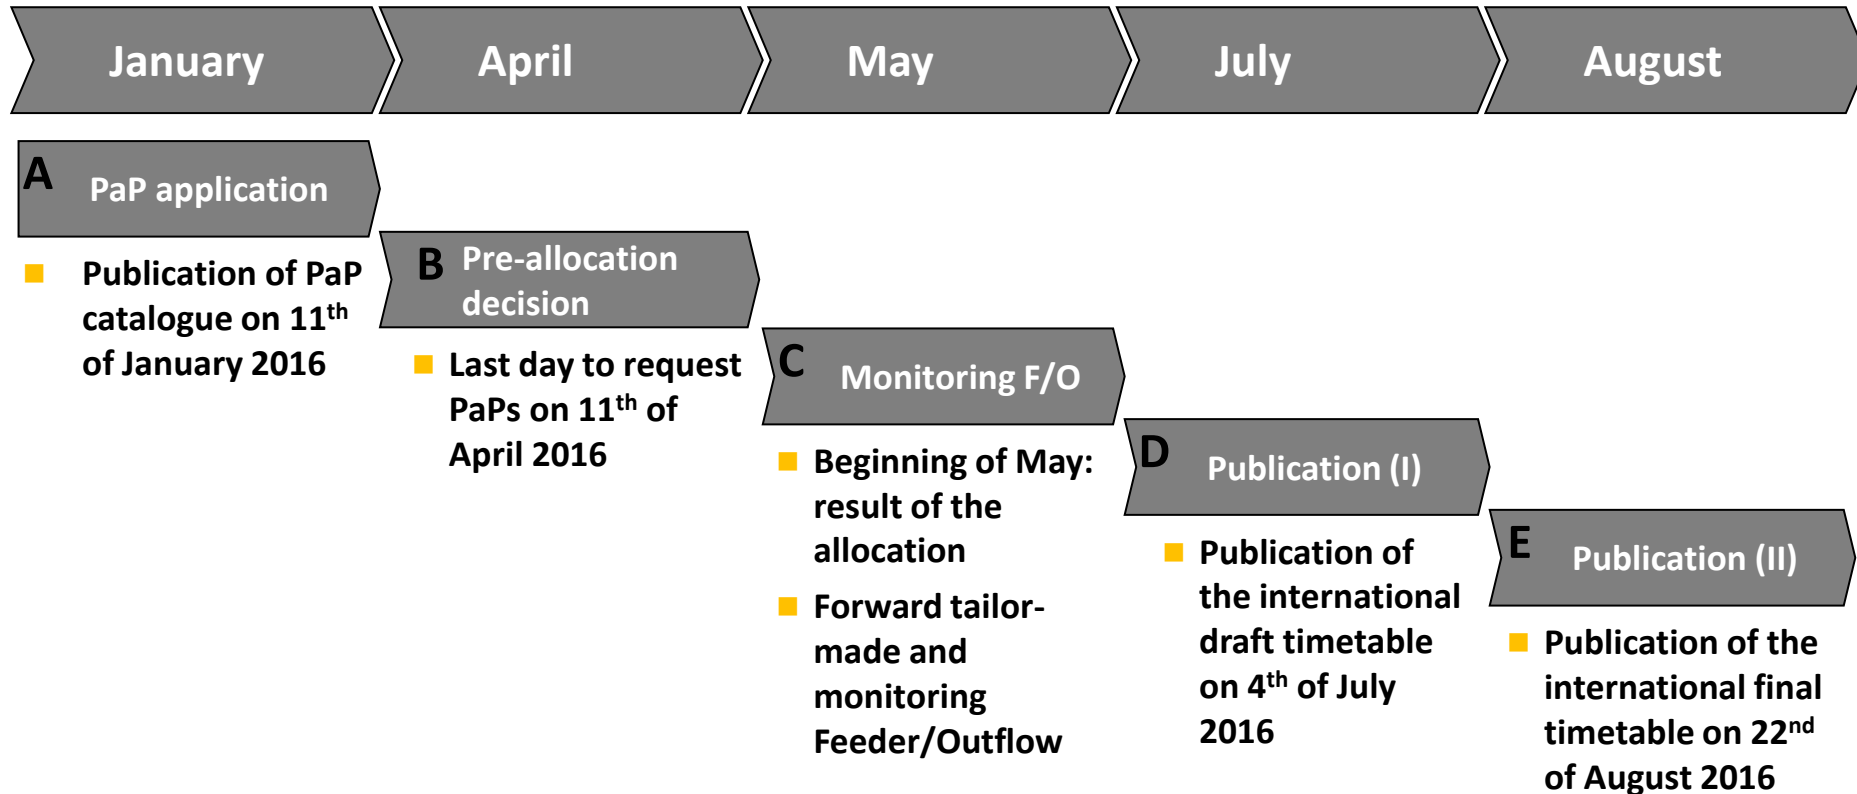 January
April
May
July
August
A
PaP application
Publication of PaP
catalogue on 11th
of January 2016
B
Pre-allocation
decision
Last day to request
PaPs on 11th of
April 2016
C
Monitoring F/O
Beginning of May:
result of the
allocation
Forward tailor-
made and
monitoring
Feeder/Outflow
D
Publication (I)
Publication of
the international
draft timetable
on 4th of July
2016
E
Publication (II)
Publication of the
international final
timetable on 22nd
of August 2016